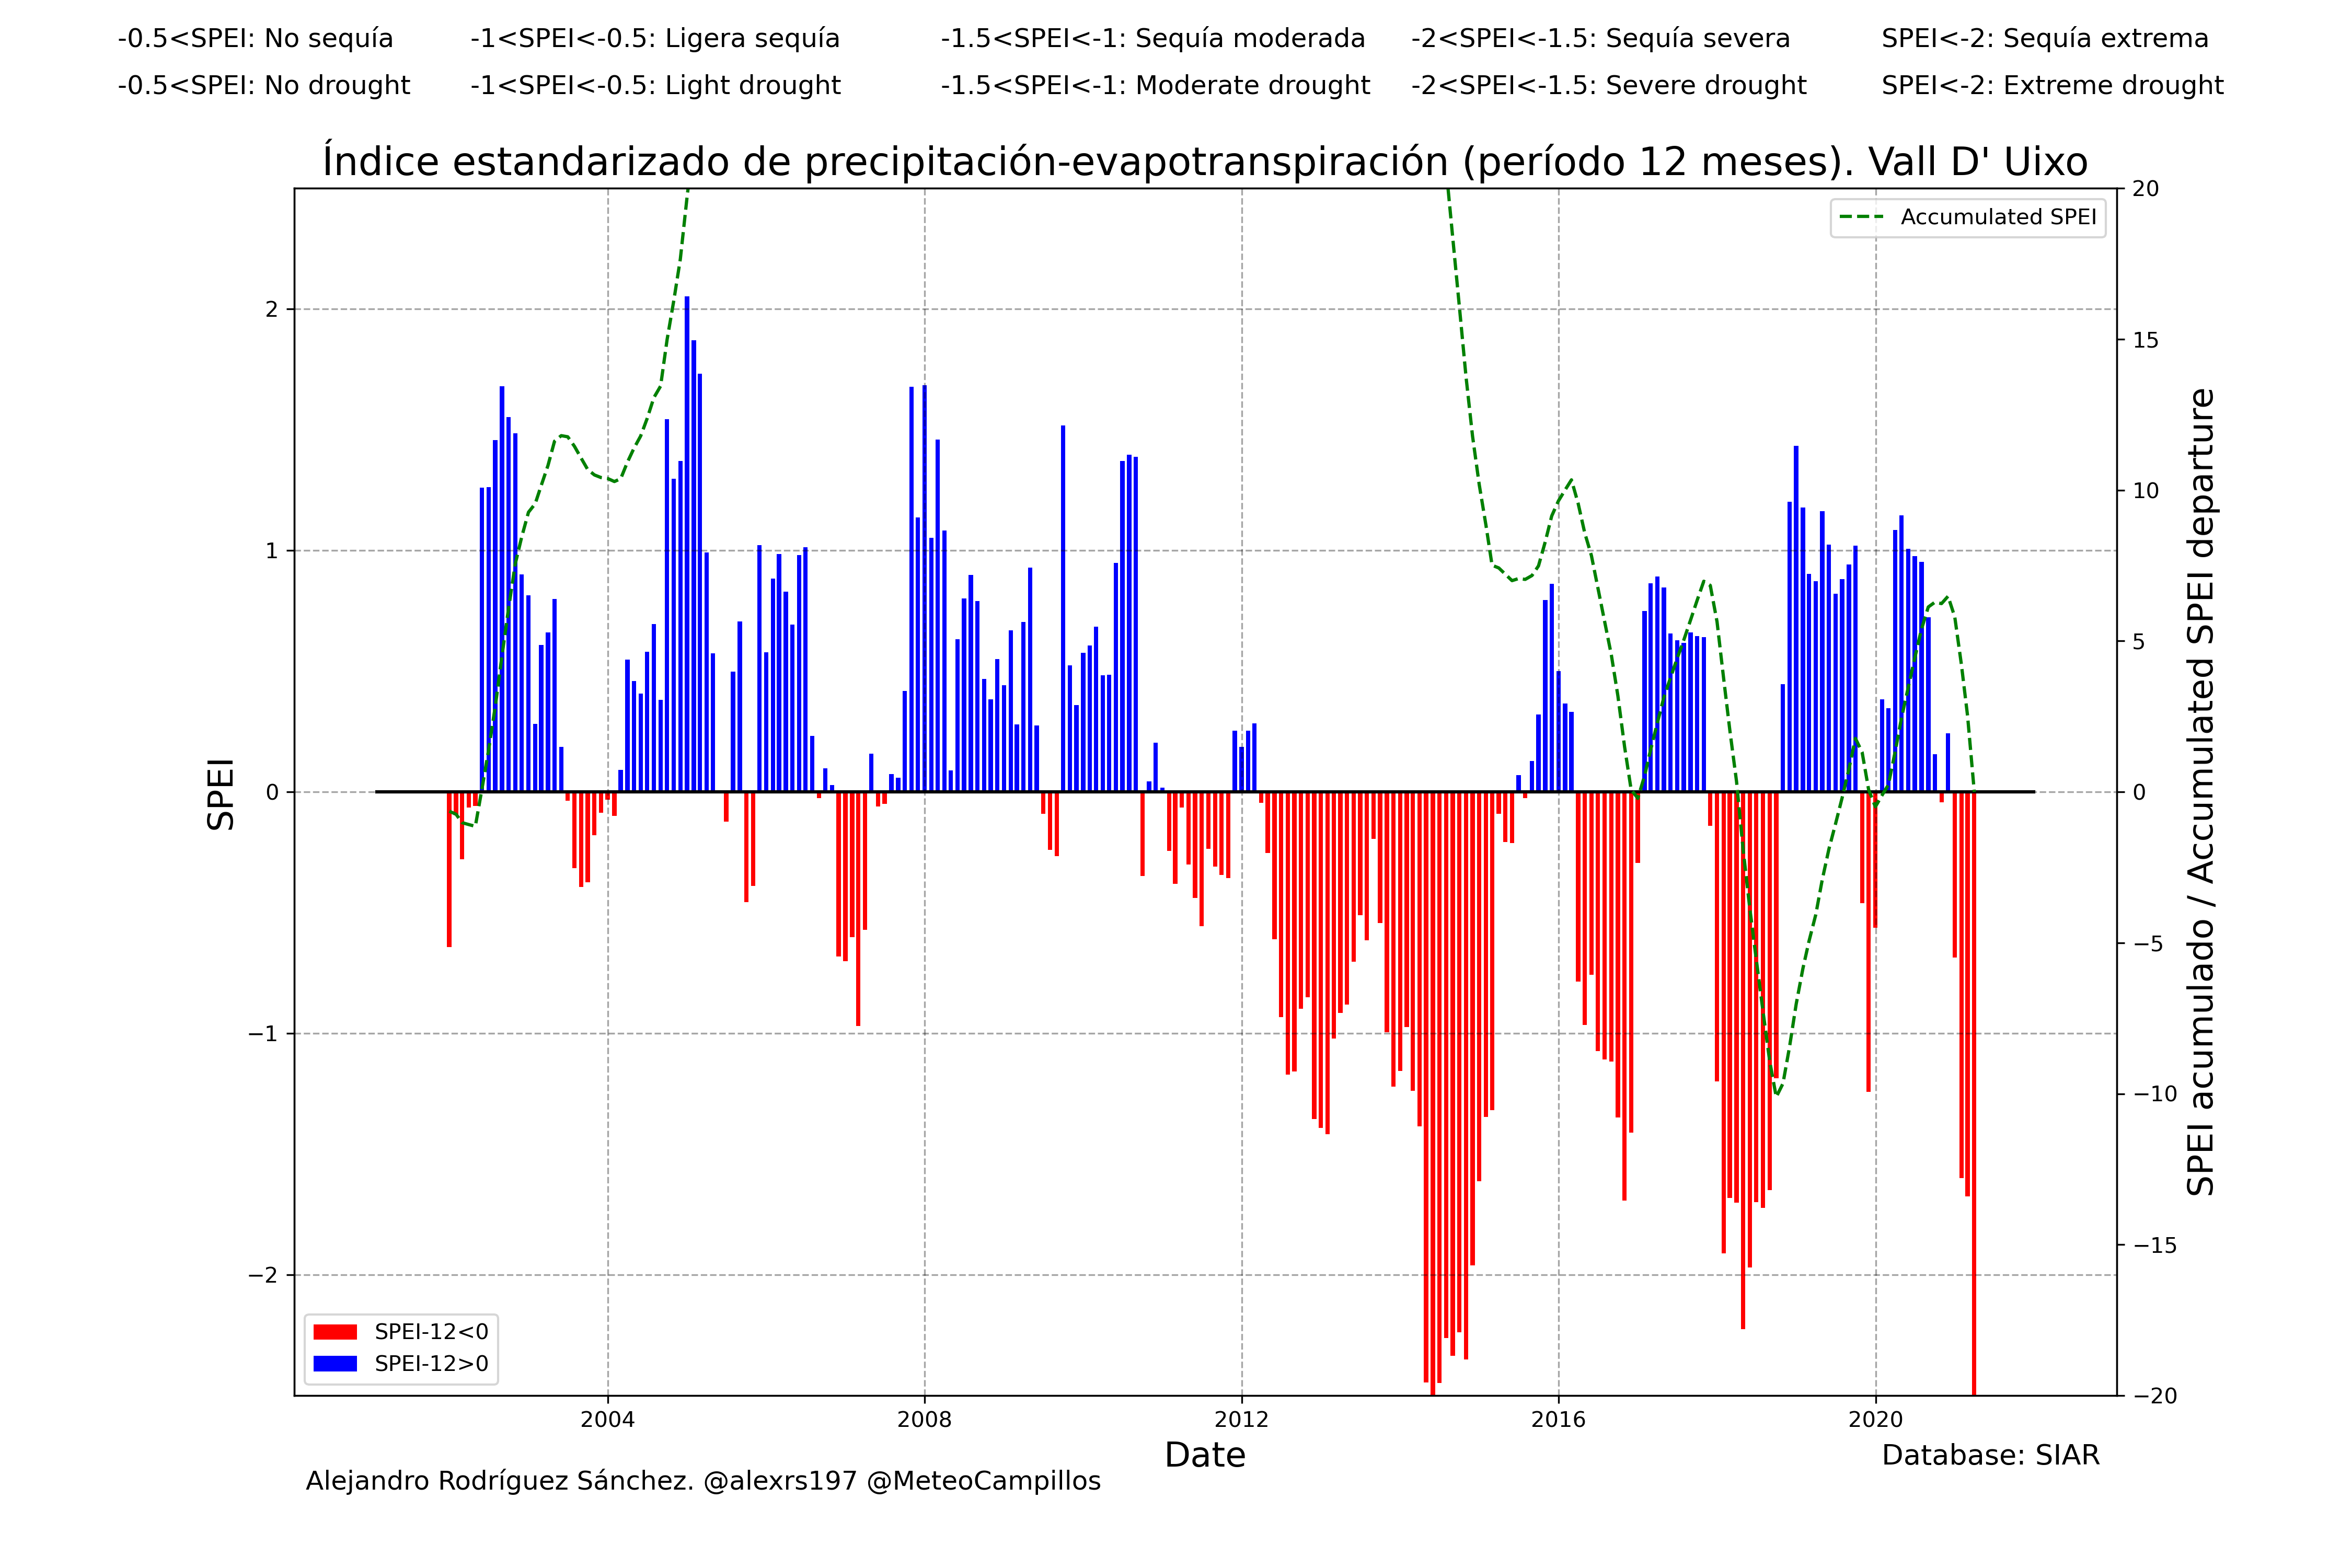 -0.5<SPEI: No sequía -1<SPEI<-0.5: Ligera sequía -1.5<SPEI<-1: Sequía moderada -2<SPEI<-1.5: Sequía severa SPEI<-2: Sequía extrema
-0.5<SPEI: No drought -1<SPEI<-0.5: Light drought -1.5<SPEI<-1: Moderate drought -2<SPEI<-1.5: Severe drought SPEI<-2: Extreme drought
Índice estandarizado de precipitación-evapotranspiración (período 12 meses). Vall D' Uixo
Accumulated SPEI
SPEI
2
1
0
−1
−2
20
15
10
5
0
−5
−10
−15
−20
SPEI acumulado / Accumulated SPEI departure
SPEI-12<0
SPEI-12>0
2004 2008 2012 2016 2020
Date
Database: SIAR
Alejandro Rodríguez Sánchez. @alexrs197 @MeteoCampillos